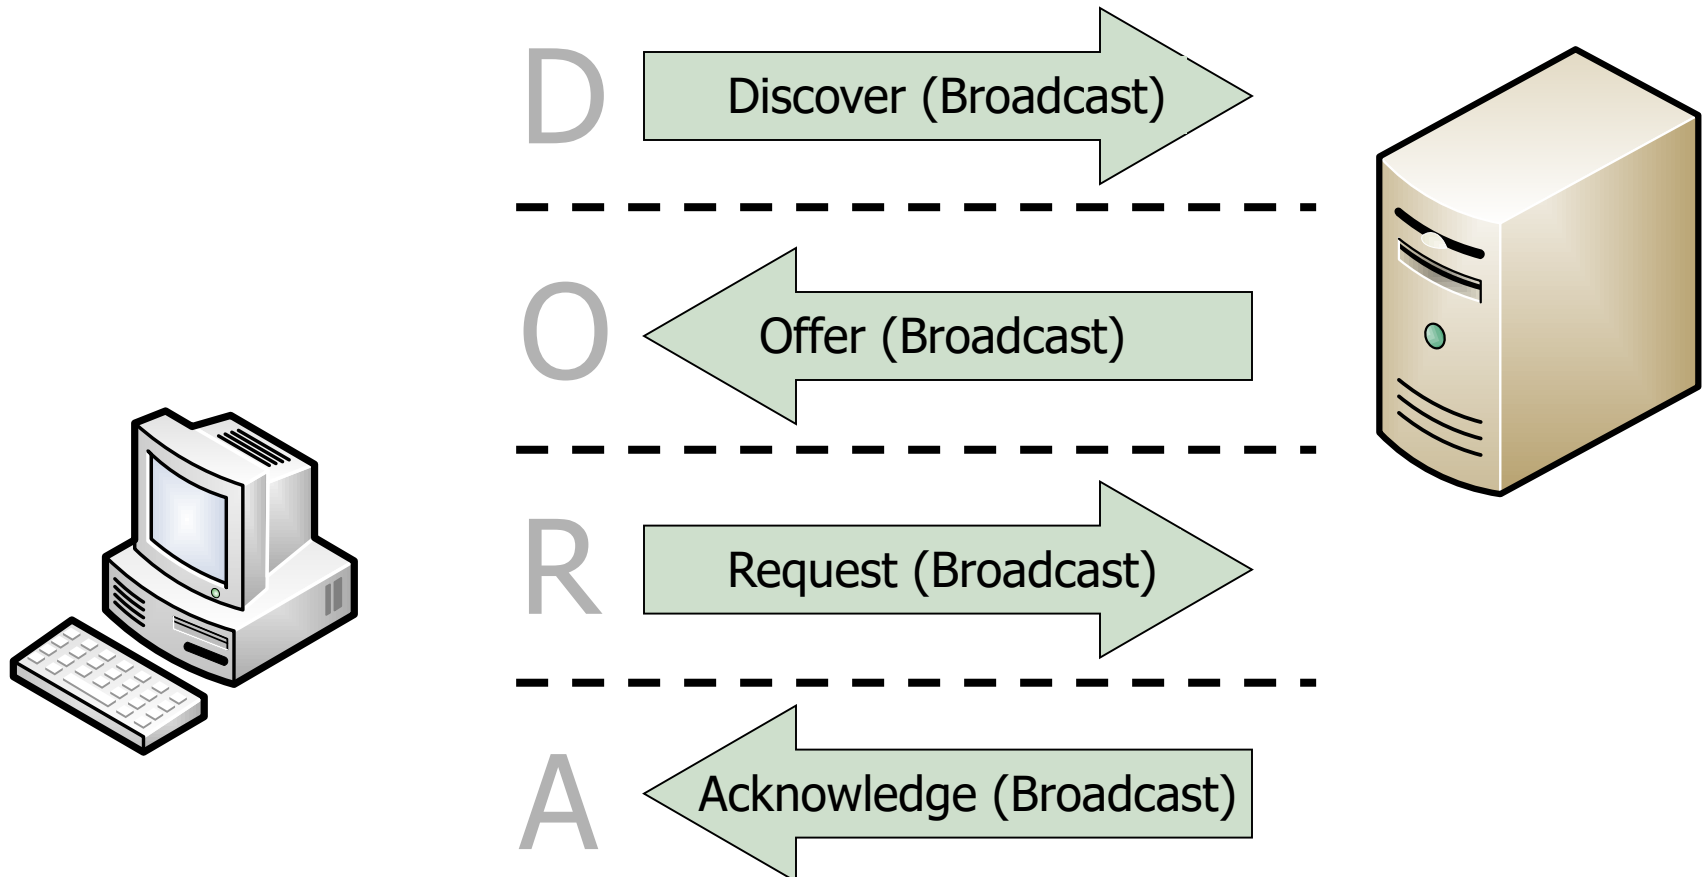 D
Discover (Broadcast)
O
Offer (Broadcast)
R
Request (Broadcast)
A
Acknowledge (Broadcast)